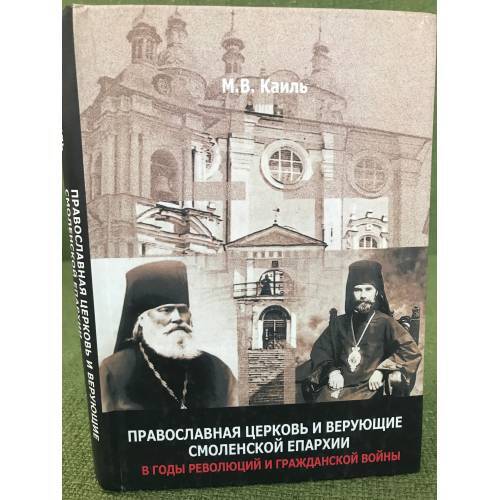 М.В. Каиль
ПРАВОСЛАВНАЯ ЦЕРКОВЬ И ВЕРУЮЩИЕ
СМОЛЕНСКОЙ ЕПАРХИИ
В ГОДЫ РЕВОЛЮЦИЙ И ГРАЖДАНСКОЙ ВОЙНЫ
ПРАВОСЛАВНАЯ ЦЕРКОВЬ И ВЕРУЮЩИЕ
СМОЛЕНСКОЙ ЕПАРХИИ